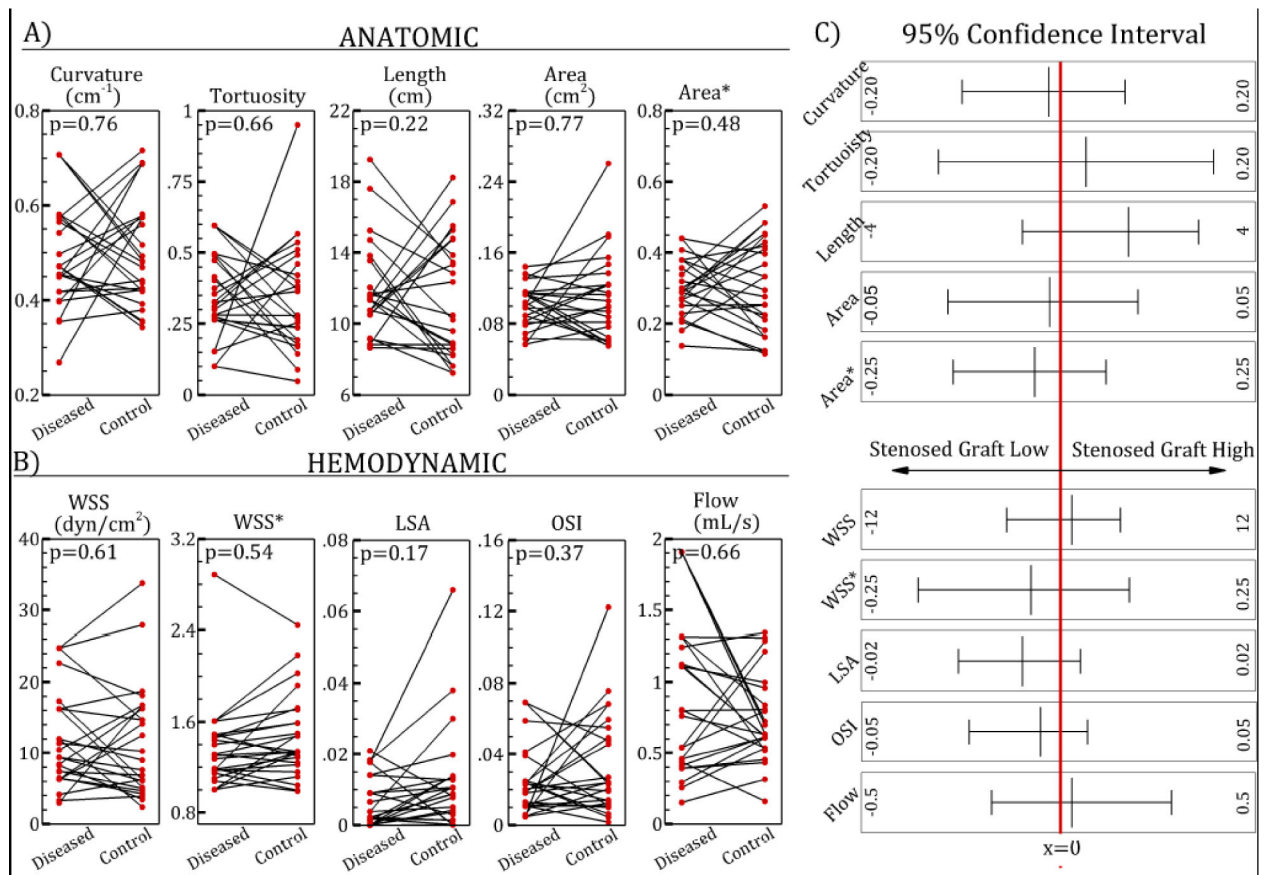 A)
ANATOMIC
Curvature
(cm-1)
p=0.76
0.8
0.6
0.4
0.2
Diseased
Control
Tortuosity
p=0.66
1
.75
0.5
.25
0
Diseased
Control
Length
(cm)
p=0.22
22
18
14
10
6
Diseased
Control
Area
(cm2)
p=0.77
.32
.24
.16
.08
0
Diseased
Control
Area*
p=0.48
0.8
0.6
0.4
0.2
0
Diseased
Control
B)
HEMODYNAMIC
WSS
(dyn/cm2)
p=0.61
40
30
20
10
0
Diseased
Control
WSS*
p=0.54
3.2
2.4
1.6
0.8
Diseased
Control
LSA
p=0.17
.08
.06
.04
.02
0
Diseased
Control
OSI
p=0.37
.16
0.12
.08
.04
0
Diseased
Control
Flow
(mL/s)
p=0.66
2
1.5
1
0.5
0
Diseased
Control
C)
95% Confidence Interval
Curvature
-0.20
0.20
Tortuoisty
-0.20
0.20
Length
-4
4
Area
-0.05
0.05
Area*
-0.25
0.25
Stenosed Graft Low
Stenosed Graft High
WSS
-12
12
WSS*
-0.25
0.25
LSA
-0.02
0.02
OSI
-0.05
0.05
Flow
-0.5
0.5
x=0